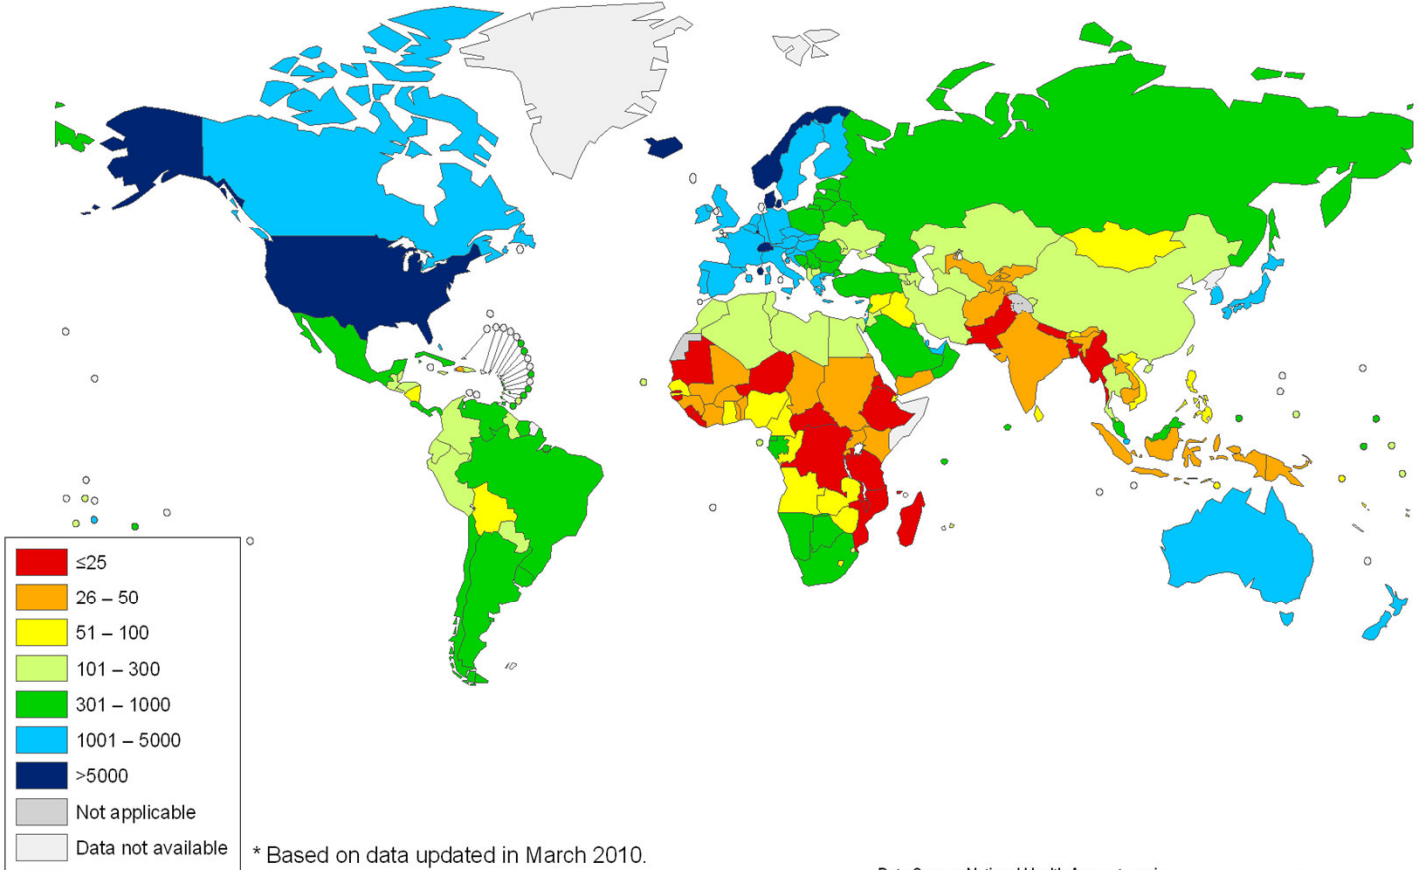 ≤25
26 – 50
51 – 100
101 – 300
301 – 1000
1001 – 5000
>5000
Not applicable
Data not available
* Based on data updated in March 2010.